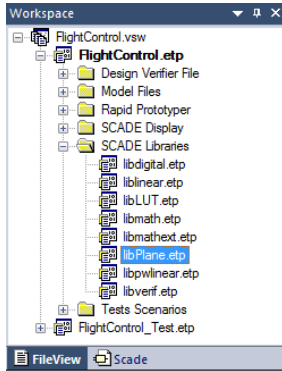 Workspace
FlightControl.vsw
FlightControl.etp
Design Verifier File
Model Files
Rapid Prototyper
SCADE Display
SCADE Libraries
libdigital.etp
liblinear.etp
libLUT.etp
libmath.etp
libmathext.etp
libPlane.etp
libpwlinear.etp
libverif.etp
Tests Scenarios
FlightControl_Test.etp
FileView Scade